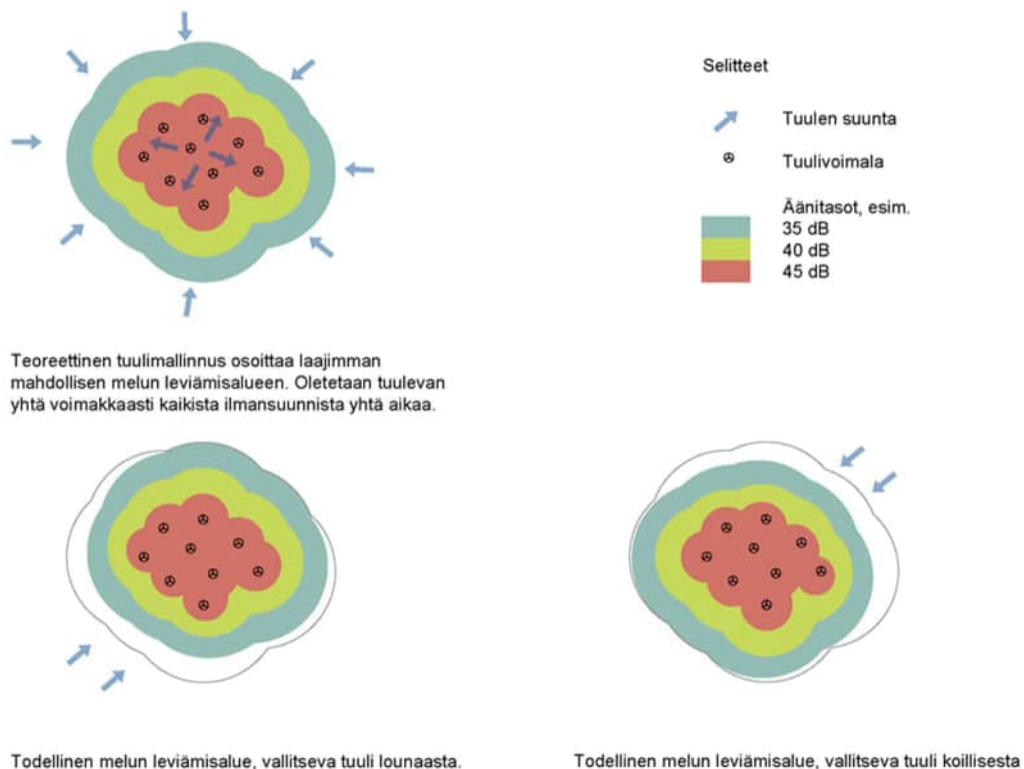 Selitteet
Tuulen suunta
Tuulivoimala
Äänitasot, esim.
35 dB
40 dB
45 dB
Teoreettinen tuulimallinnus osoittaa laajimman
mahdollisen melun leviämisalueen. Oletetaan tuulevan
yhtä voimakkaasti kaikista ilmansuunnista yhtä aikaa.
Todellinen melun leviämisalue, vallitseva tuuli lounaasta.
Todellinen melun leviämisalue, vallitseva tuuli koillisesta